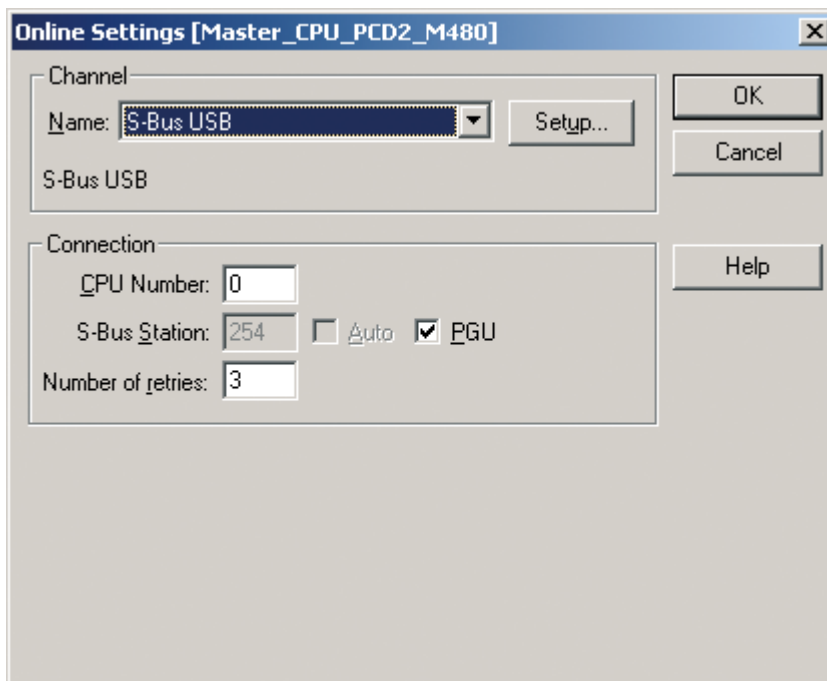 Online Settings [Master_CPU_PCD2_M480]
Channel
Name: S-Bus USB Setup...
S-Bus USB
OK
Cancel
Connection
CPU Number: 0
S-Bus Station: 254 Auto PGU
Number of retries: 3
Help